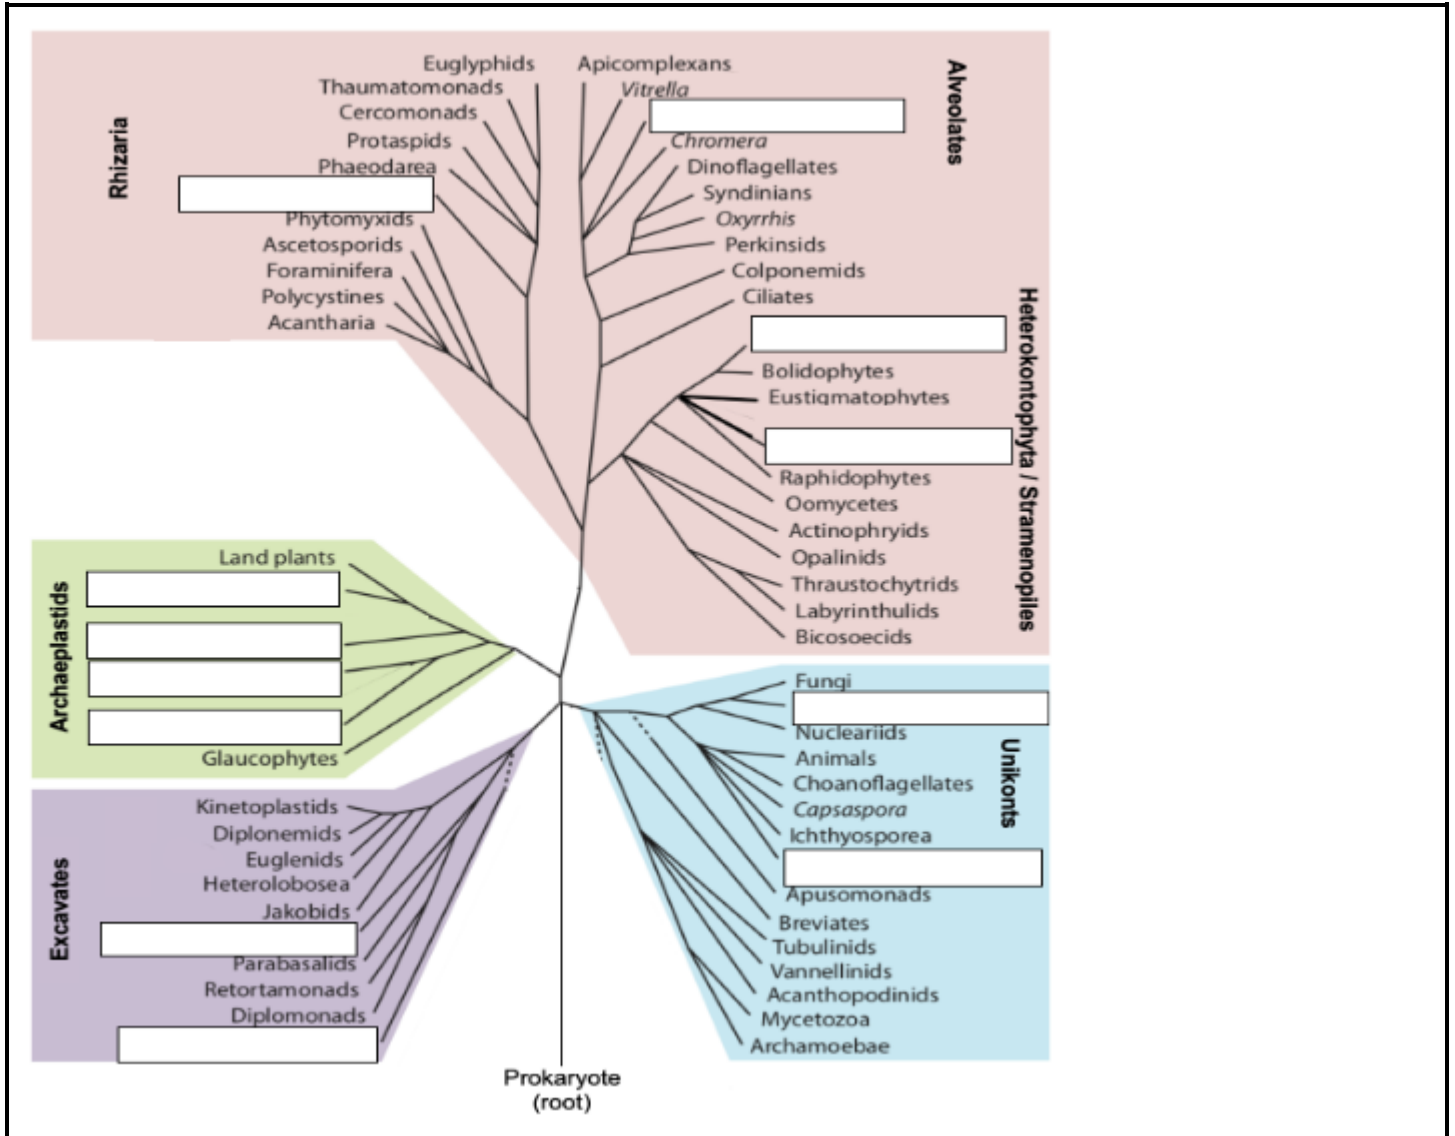 Rhizaria
Euglyphids
Thaumatomonads
Cercomonads
Protaspids
Phaeodarea
Phytomyxids
Ascetosporids
Foraminifera
Polycystines
Acantharia
Alveolates
Apicomplexans
Vitrella
Chromera
Dinoflagellates
Syndinians
Oxyrrhis
Perkinsids
Colponemids
Ciliates
Heterokontophyta / Stramenopiles
Bolidophytes
Eustigmatophytes
Raphidophytes
Oomycetes
Actinophryids
Opalinids
Thraustochytrids
Labyrinthulids
Bicosoecids
Archaeplastids
Land plants
Glaucophytes
Excavates
Kinetoplastids
Diplonemids
Euglenids
Heterolobosea
Jakobids
Parabasalids
Retortamonads
Diplomonads
Unikonts
Fungi
Nucleariids
Animals
Choanoflagellates
Capsaspora
Ichthyosporea
Apusomonads
Breviates
Tubulinids
Vannellinids
Acanthopodinids
Mycetozoa
Archamoebae
Prokaryote
(root)